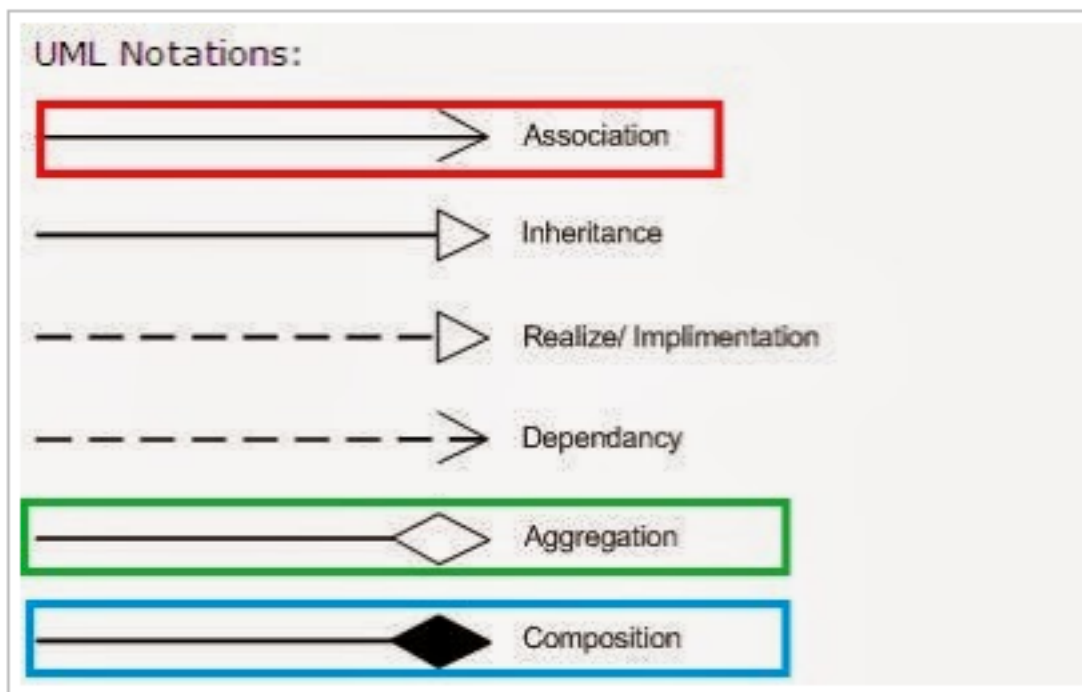 UML Notations:
Association
Inheritance
Realize/ Implimentation
Dependancy
Aggregation
Composition